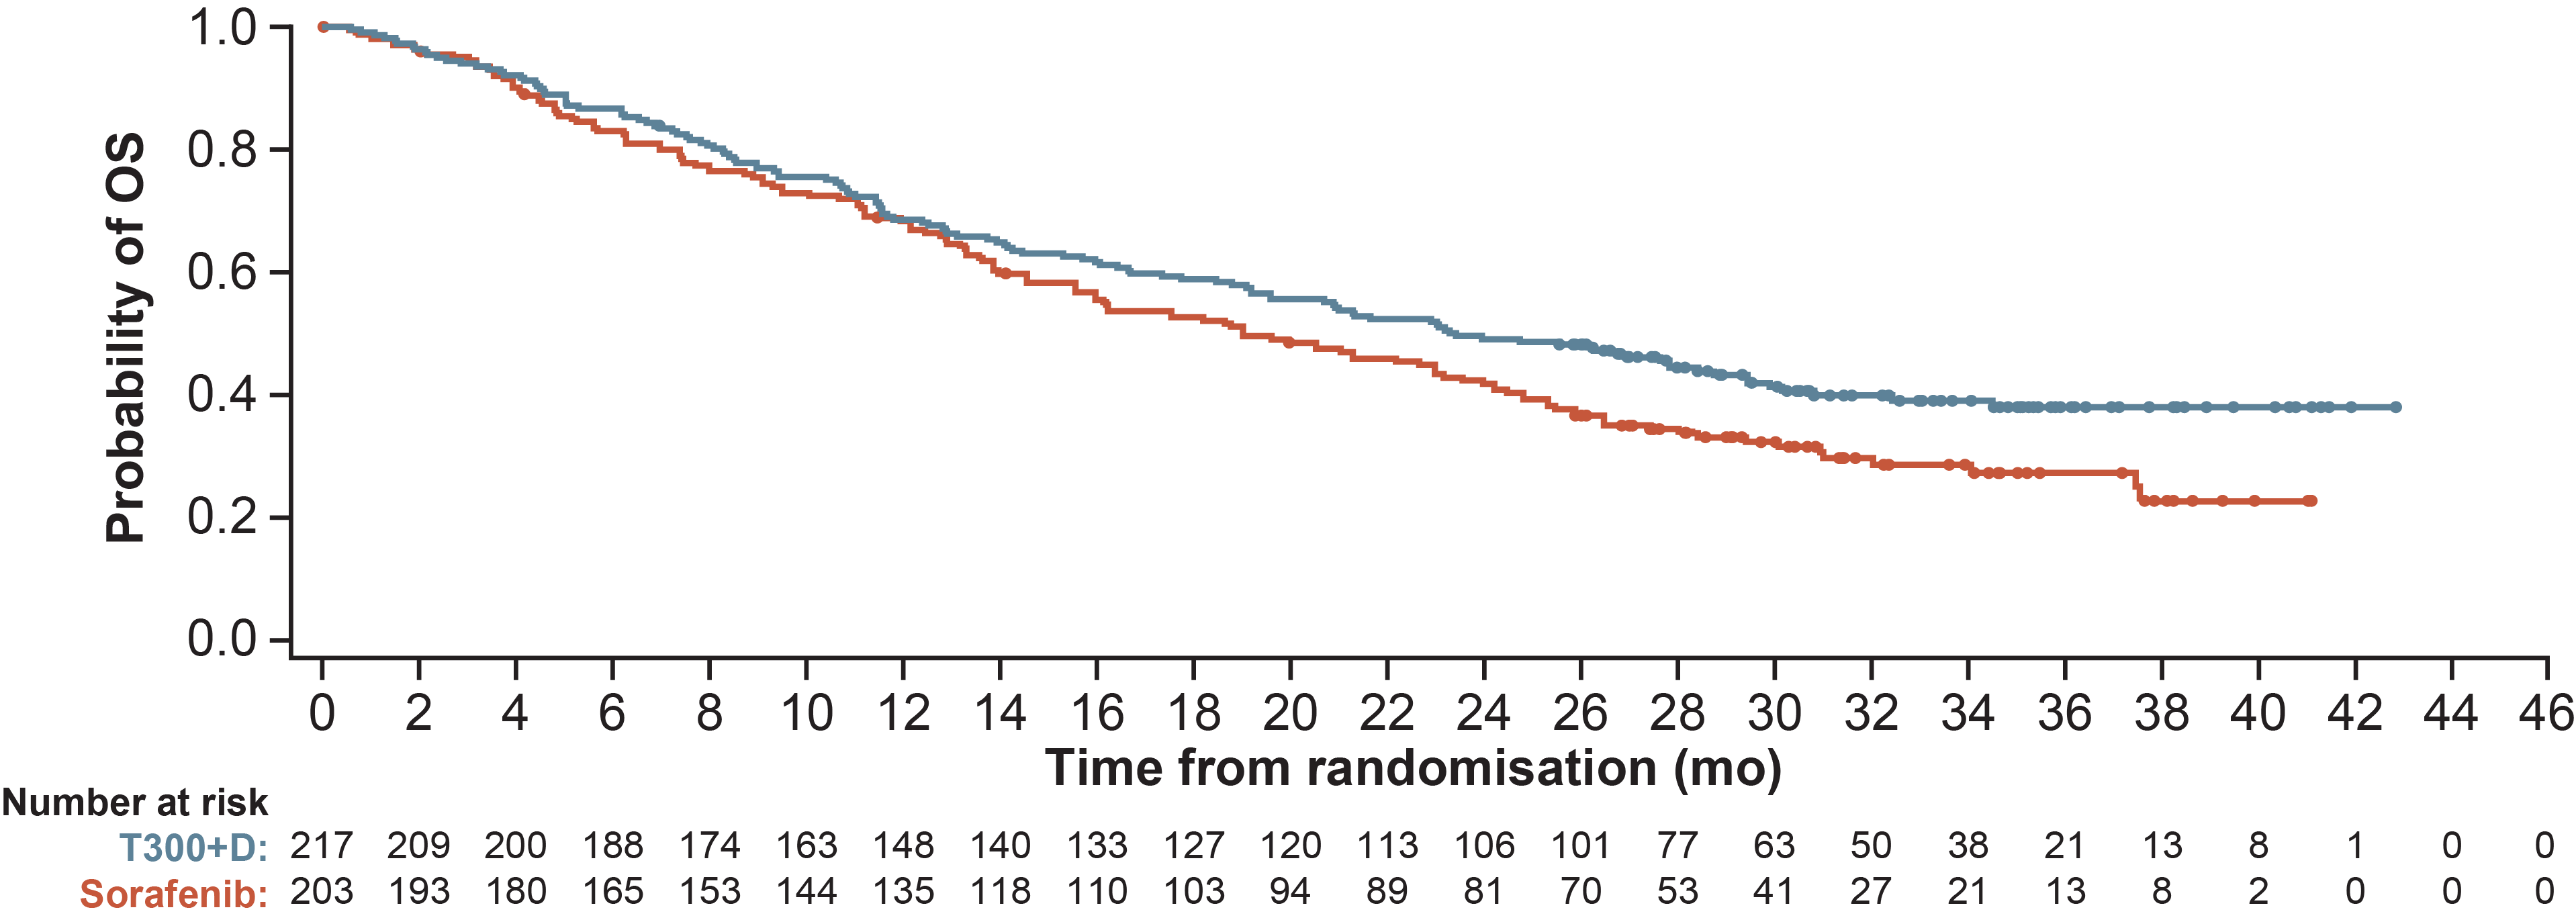 Probability of OS
1.0
0.8
0.6
0.4
0.2
0.0
0 2 4 6 8 10 12 14 16 18 20 22 24 26 28 30 32 34 36 38 40 42 44 46
Time from randomisation (mo)
Number at risk
T300+D: 217 209 200 188 174 163 148 140 133 127 120 113 106 101 77 63 50 38 21 13 8 1 0 0
Sorafenib: 203 193 180 165 153 144 135 118 110 103 94 89 81 70 53 41 27 21 13 8 2 0 0 0